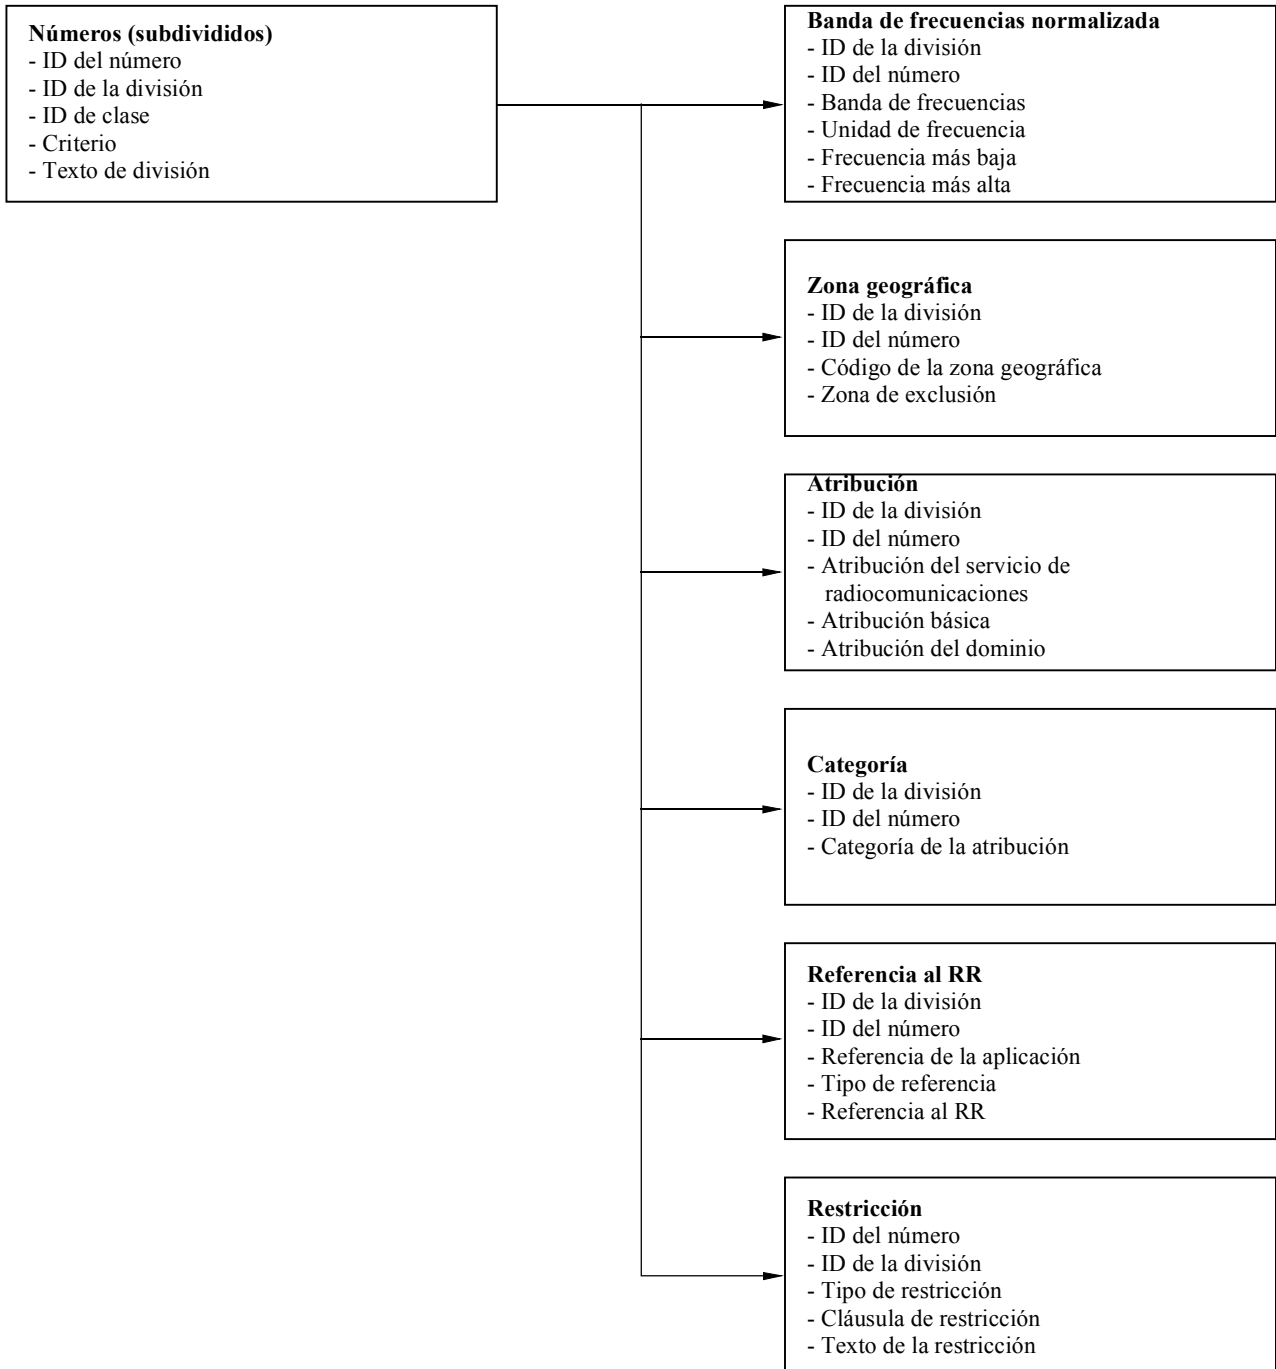 Números (subdivididos)
- ID del número
- ID de la división
- ID de clase
- Criterio
- Texto de división
Banda de frecuencias normalizada
- ID de la división
- ID del número
- Banda de frecuencias
- Unidad de frecuencia
- Frecuencia más baja
- Frecuencia más alta
Zona geográfica
- ID de la división
- ID del número
- Código de la zona geográfica
- Zona de exclusión
Atribución
- ID de la división
- ID del número
- Atribución del servicio de
radiocomunicaciones
- Atribución básica
- Atribución del dominio
Categoría
- ID de la división
- ID del número
- Categoría de la atribución
Referencia al RR
- ID de la división
- ID del número
- Referencia de la aplicación
- Tipo de referencia
- Referencia al RR
Restricción
- ID del número
- ID de la división
- Tipo de restricción
- Cláusula de restricción
- Texto de la restricción